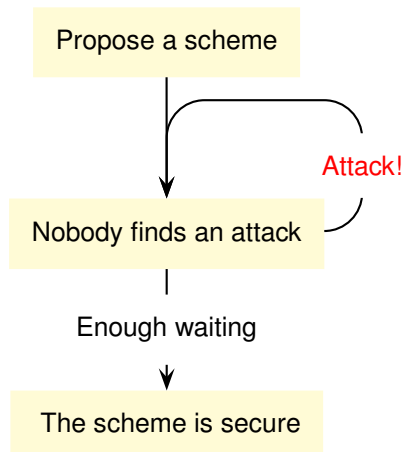 Propose a scheme
Attack!
Nobody finds an attack
Enough waiting
The scheme is secure